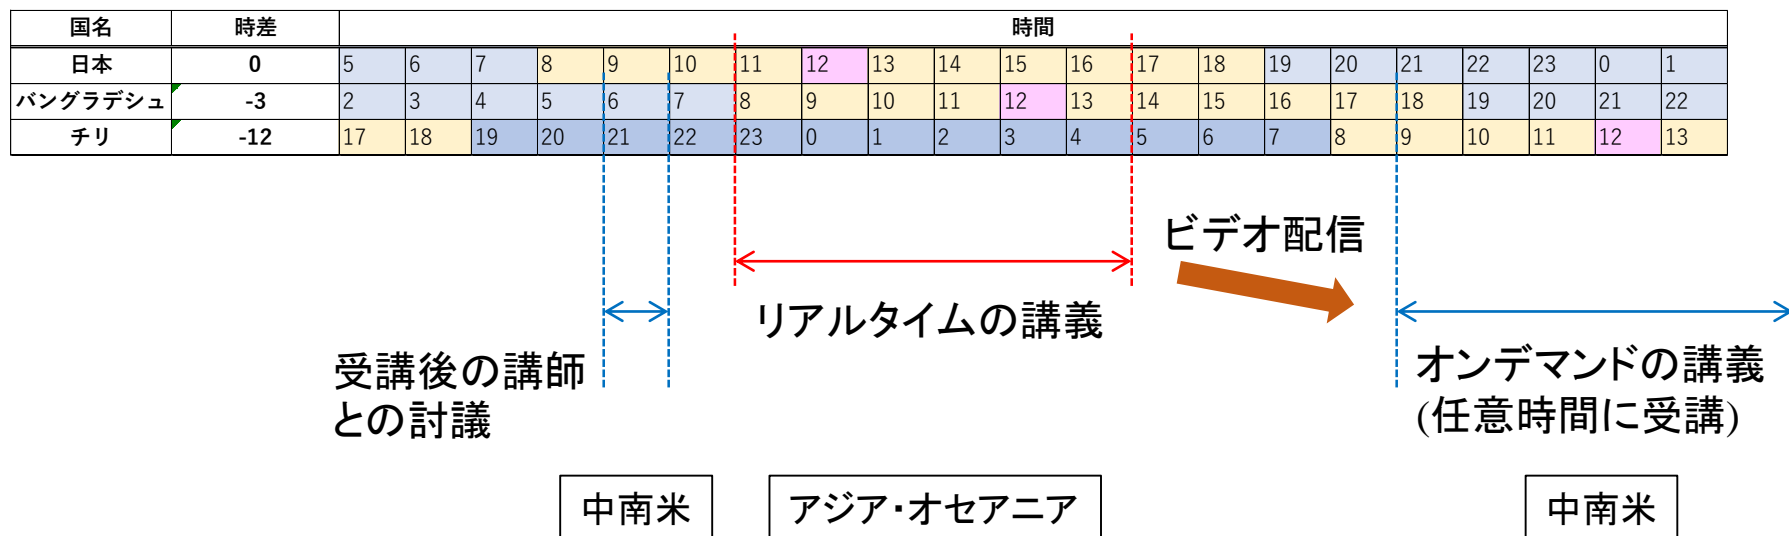 国名 時差 時間
日本 0 5 6 7 8 9 10 11 12 13 14 15 16 17 18 19 20 21 22 23 0 1
バングラデシュ -3 2 3 4 5 6 7 8 9 10 11 12 13 14 15 16 17 18 19 20 21 22
チリ -12 17 18 19 20 21 22 23 0 1 2 3 4 5 6 7 8 9 10 11 12 13
ビデオ配信
リアルタイムの講義
受講後の講師
との討議
オンデマンドの講義
(任意時間に受講)
中南米 アジア・オセアニア 中南米